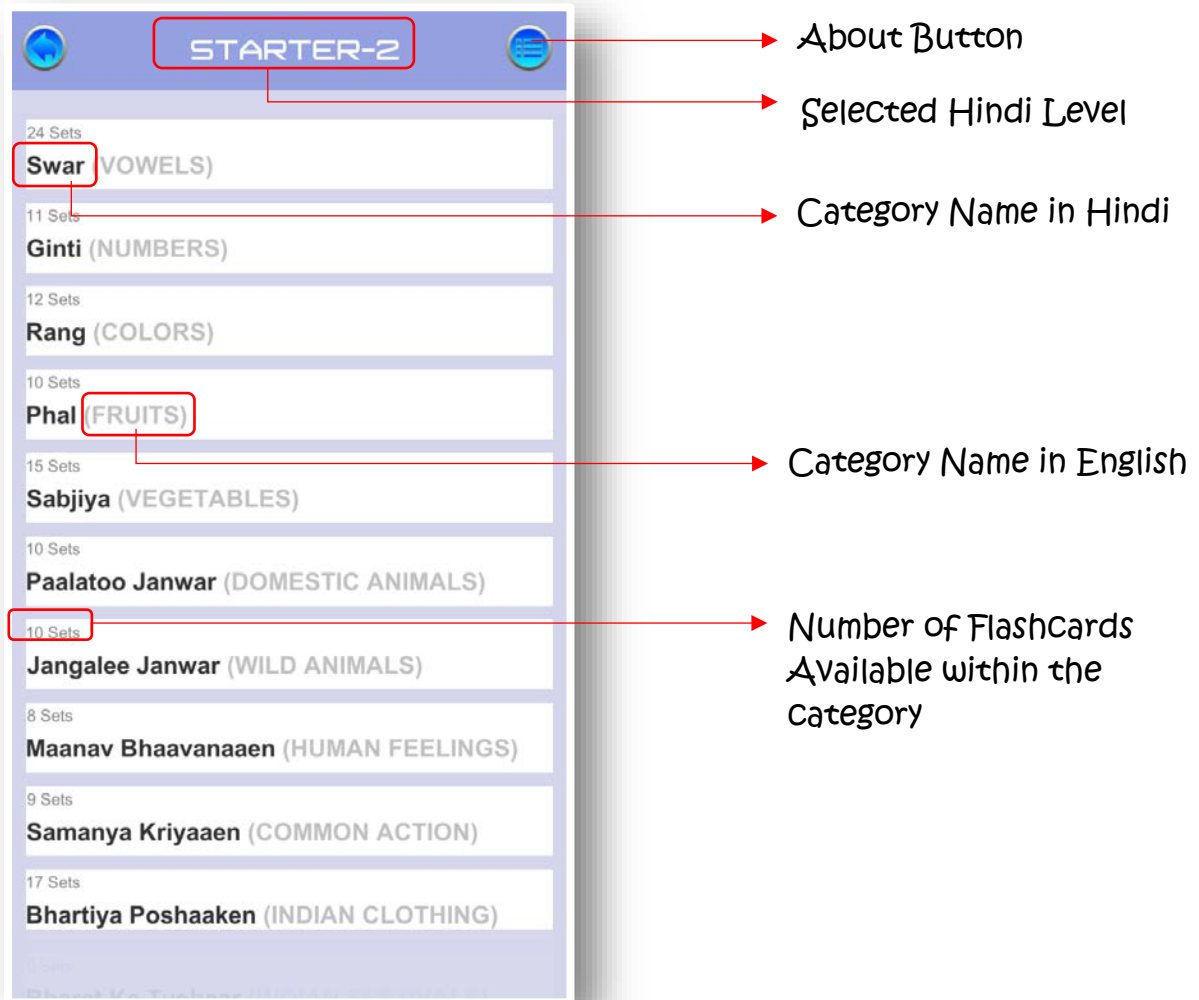 STARTER-2
About Button
Selected Hindi Level
24 Sets
Swar (VOWELS)
Category Name in Hindi
11 Sets
Ginti (NUMBERS)
12 Sets
Rang (COLORS)
10 Sets
Phal (FRUITS)
Category Name in English
15 Sets
Sabjiya (VEGETABLES)
10 Sets
Paalatoo Janwar (DOMESTIC ANIMALS)
10 Sets
Jangalee Janwar (WILD ANIMALS)
Number of Flashcards
Available within the
category
8 Sets
Maanav Bhaavanaaen (HUMAN FEELINGS)
9 Sets
Samanya Kriyaaen (COMMON ACTION)
17 Sets
Bhartiya Poshaaken (INDIAN CLOTHING)